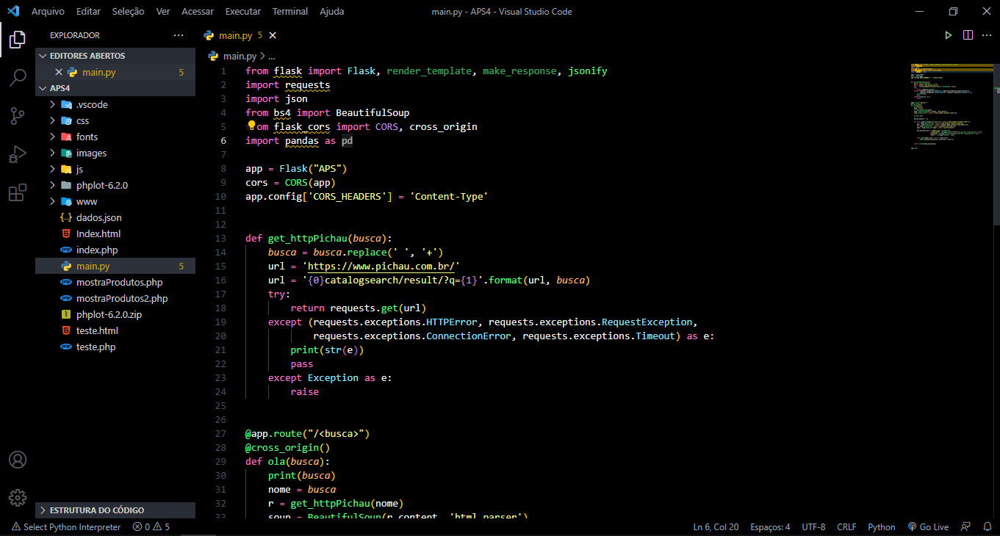 Arquivo Editar Seleção Ver Acessar Executar Terminal Ajuda
main.py - APS4 - Visual Studio Code
EXPLORADOR
EDITORES ABERTOS
main.py 5
APS4
.vscode
css
fonts
images
js
phplot-6.2.0
www
dados.json
Index.html
index.php
main.py 5
mostraProdutos.php
mostraProdutos2.php
phplot-6.2.0.zip
teste.html
teste.php
ESTRUTURA DO CÓDIGO
main.py 5
main.py > ...
1 from flask import Flask, render_template, make_response, jsonify
2 import requests
3 import json
4 from bs4 import BeautifulSoup
5 om flask_cors import CORS, cross_origin
6 import pandas as pd
7
8 app = Flask("APS")
9 cors = CORS(app)
10 app.config['CORS_HEADERS'] = 'Content-Type'
11
12
13 def get_httpPichau(busca):
14 busca = busca.replace(' ', '+')
15 url = 'https://www.pichau.com.br/'
16 url = '{0}catalogsearch/result/?q={1}'.format(url, busca)
17 try:
18 return requests.get(url)
19 except (requests.exceptions.HTTPError, requests.exceptions.RequestException,
20 requests.exceptions.ConnectionError, requests.exceptions.Timeout) as e:
21 print(str(e))
22 pass
23 except Exception as e:
24 raise
25
26
27 @app.route("/<busca>")
28 @cross_origin()
29 def ola(busca):
30 print(busca)
31 nome = busca
32 r = get_httpPichau(nome)
33 soup = BeautifulSoup(r.content, 'html.parser')
Select Python Interpreter 0 5
Ln 6, Col 20 Espaços: 4 UTF-8 CRLF Python Go Live